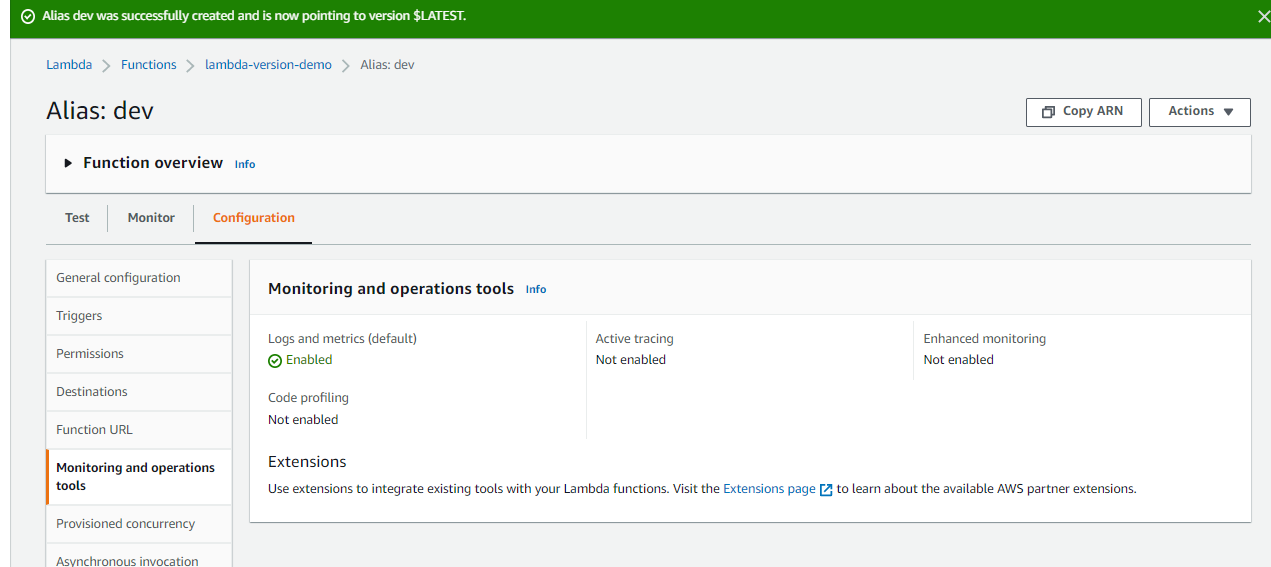 Alias dev was successfully created and is now pointing to version $LATEST.
Lambda Functions lambda-version-demo Alias: dev
Alias: dev
Copy ARN
Actions
Function overview Info
Test Monitor Configuration
General configuration
Triggers
Permissions
Destinations
Function URL
Monitoring and operations
tools
Provisioned concurrency
Asynchronous invocation
Monitoring and operations tools Info
Logs and metrics (default)
Enabled
Active tracing
Not enabled
Enhanced monitoring
Not enabled
Code profiling
Not enabled
Extensions
Use extensions to integrate existing tools with your Lambda functions. Visit the Extensions page to learn about the available AWS partner extensions.